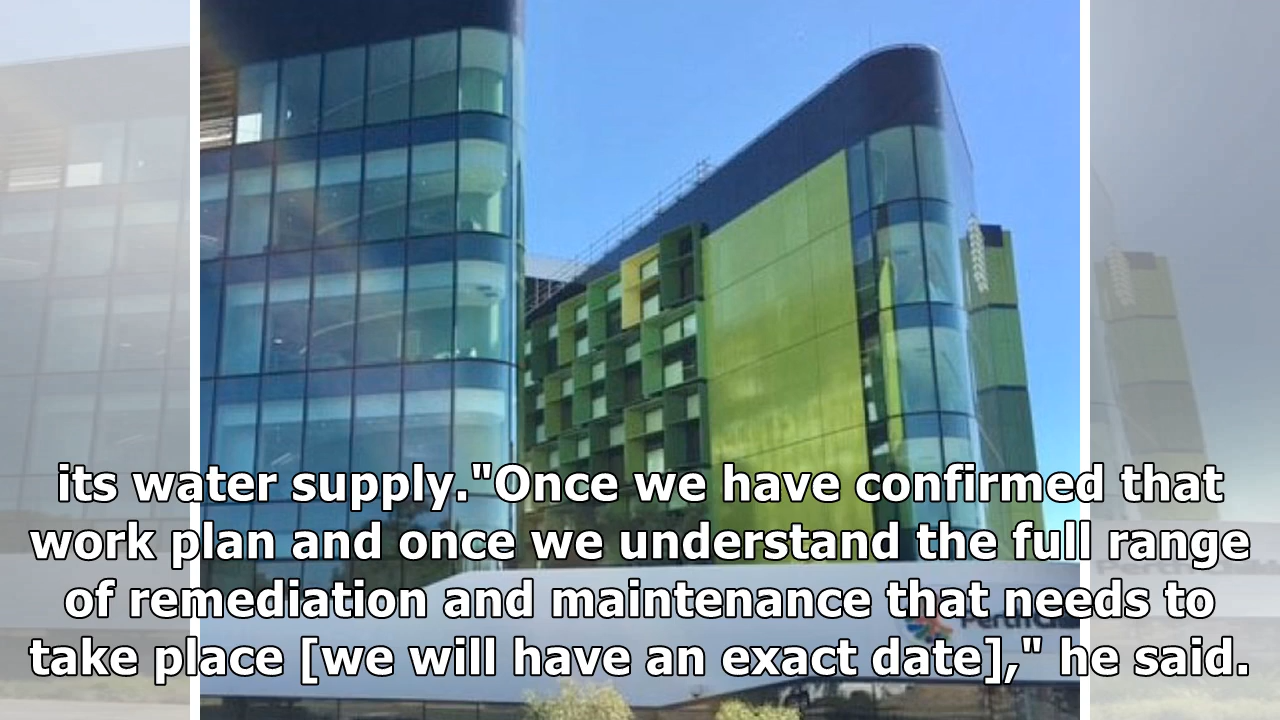 its water supply."Once we have confirmed that
work plan and once we understand the full range
of remediation and maintenance that needs to
take place [we will have an exact date]," he said.